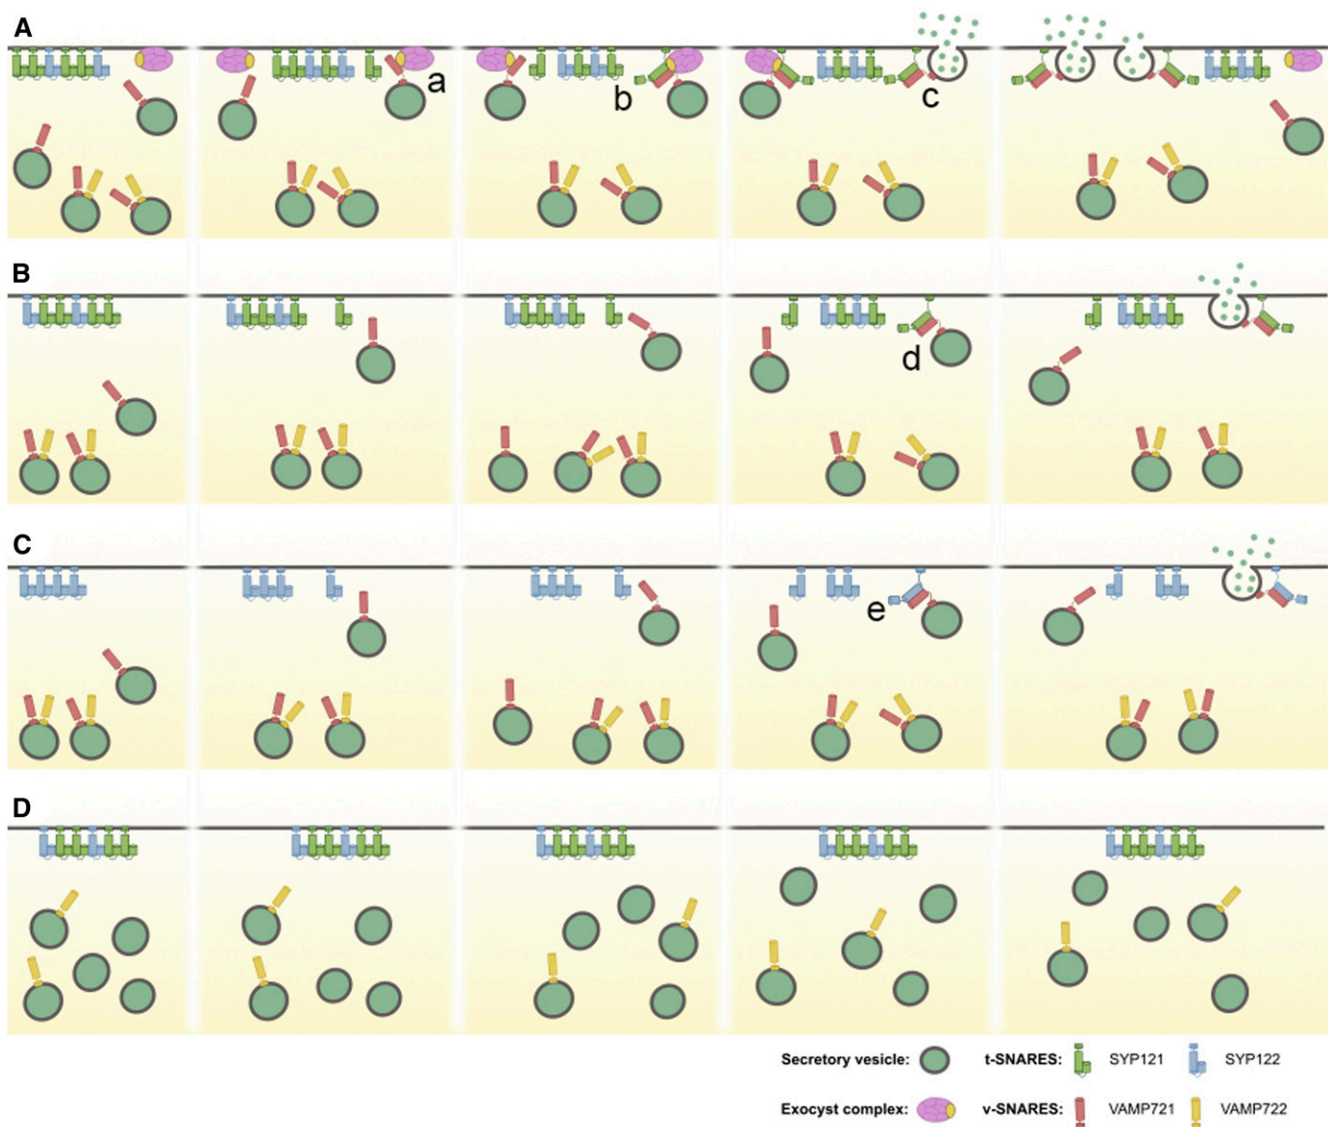 A
a
b
c
B
d
C
e
D
Secretory vesicle: t-SNARES: SYP121 SYP122
Exocyst complex: v-SNARES: VAMP721 VAMP722